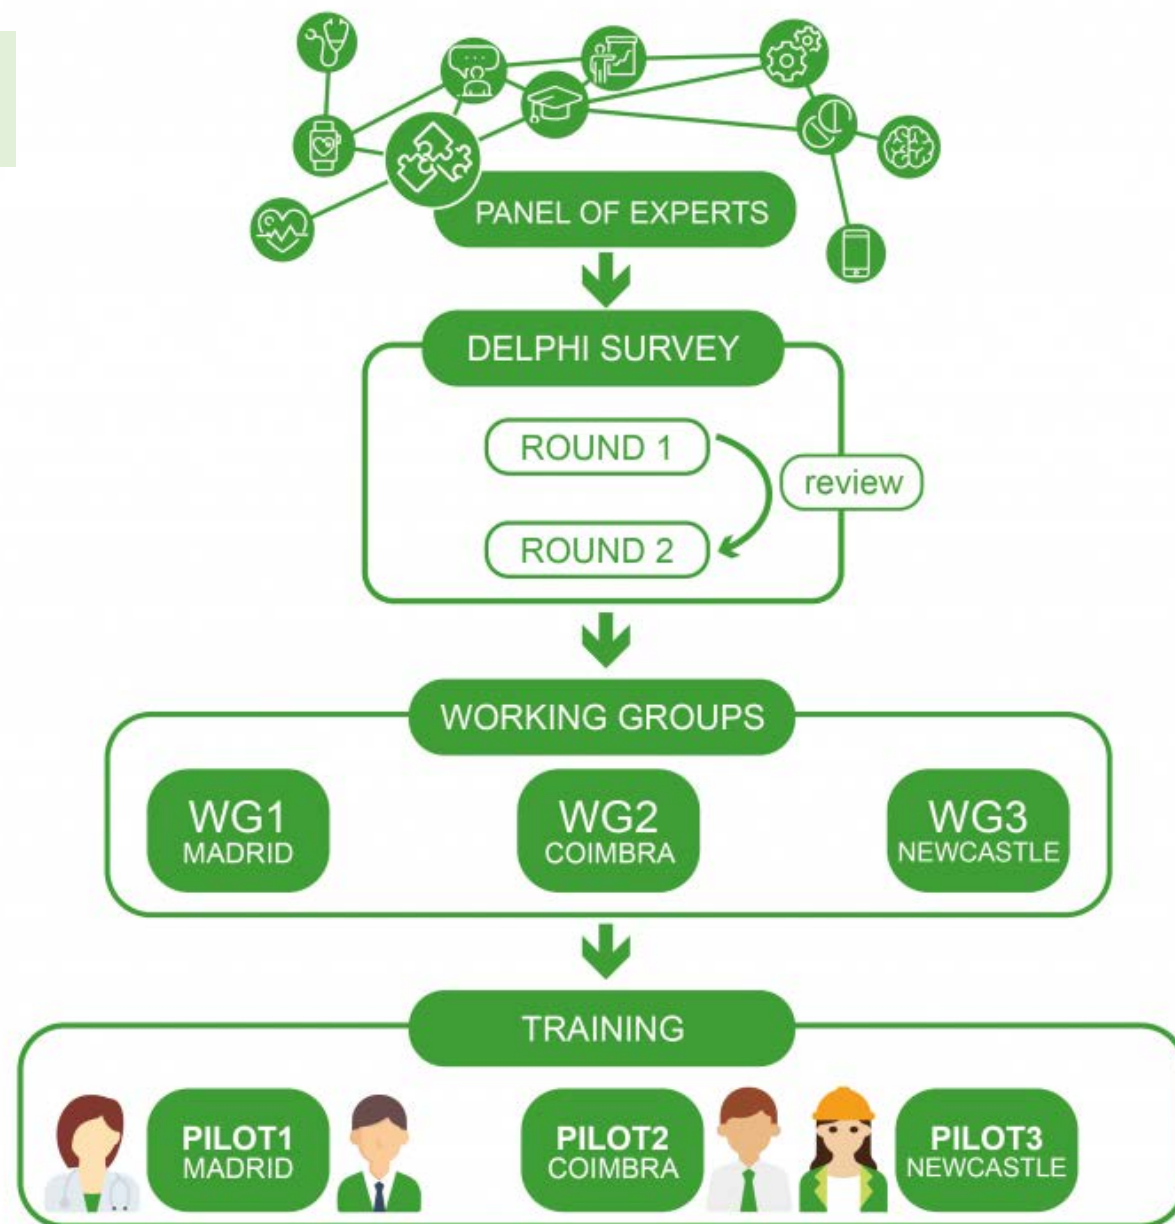 PANEL OF EXPERTS
DELPHI SURVEY
ROUND 1
review
ROUND 2
WORKING GROUPS
WG1
MADRID
WG2
COIMBRA
WG3
NEWCASTLE
TRAINING
PILOT1
MADRID
PILOT2
COIMBRA
PILOT3
NEWCASTLE